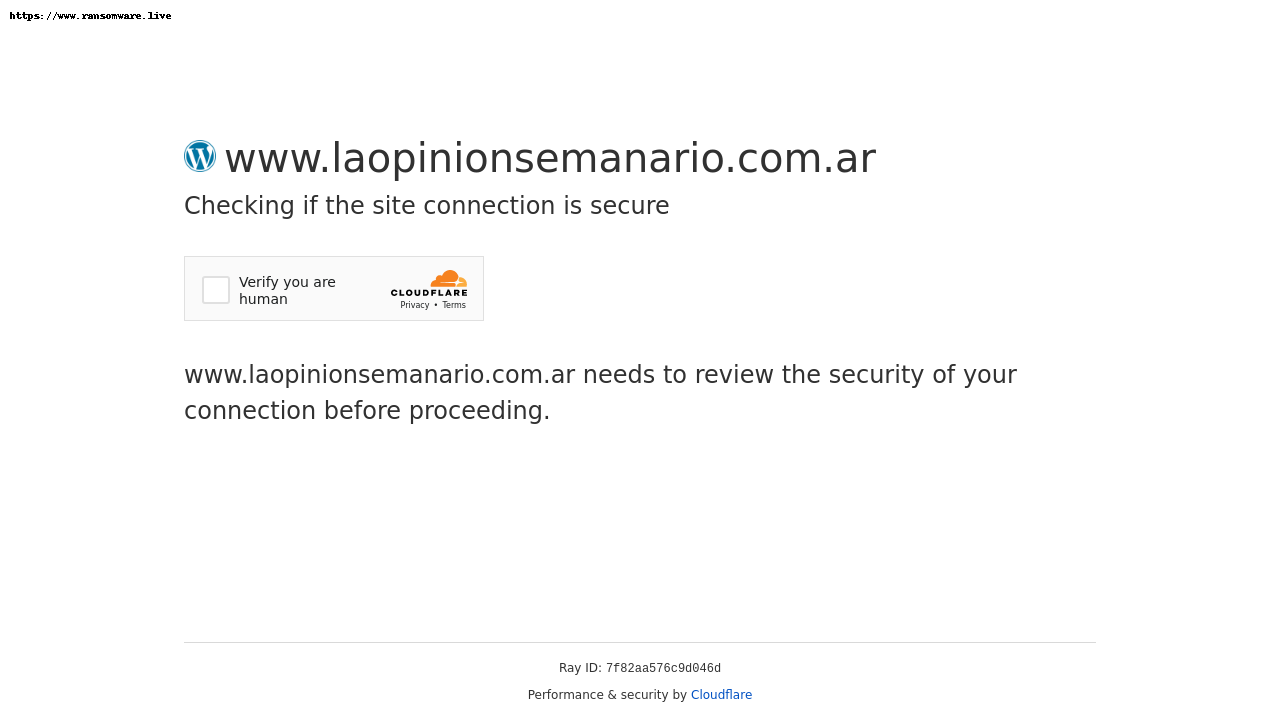 https://www.ransomware.live
www.laopinionsemanario.com.ar
Checking if the site connection is secure
Verify you are
human
CLOUDFLARE
Privacy • Terms
www.laopinionsemanario.com.ar needs to review the security of your
connection before proceeding.
Ray ID: 7f82aa576c9d046d
Performance & security by Cloudflare